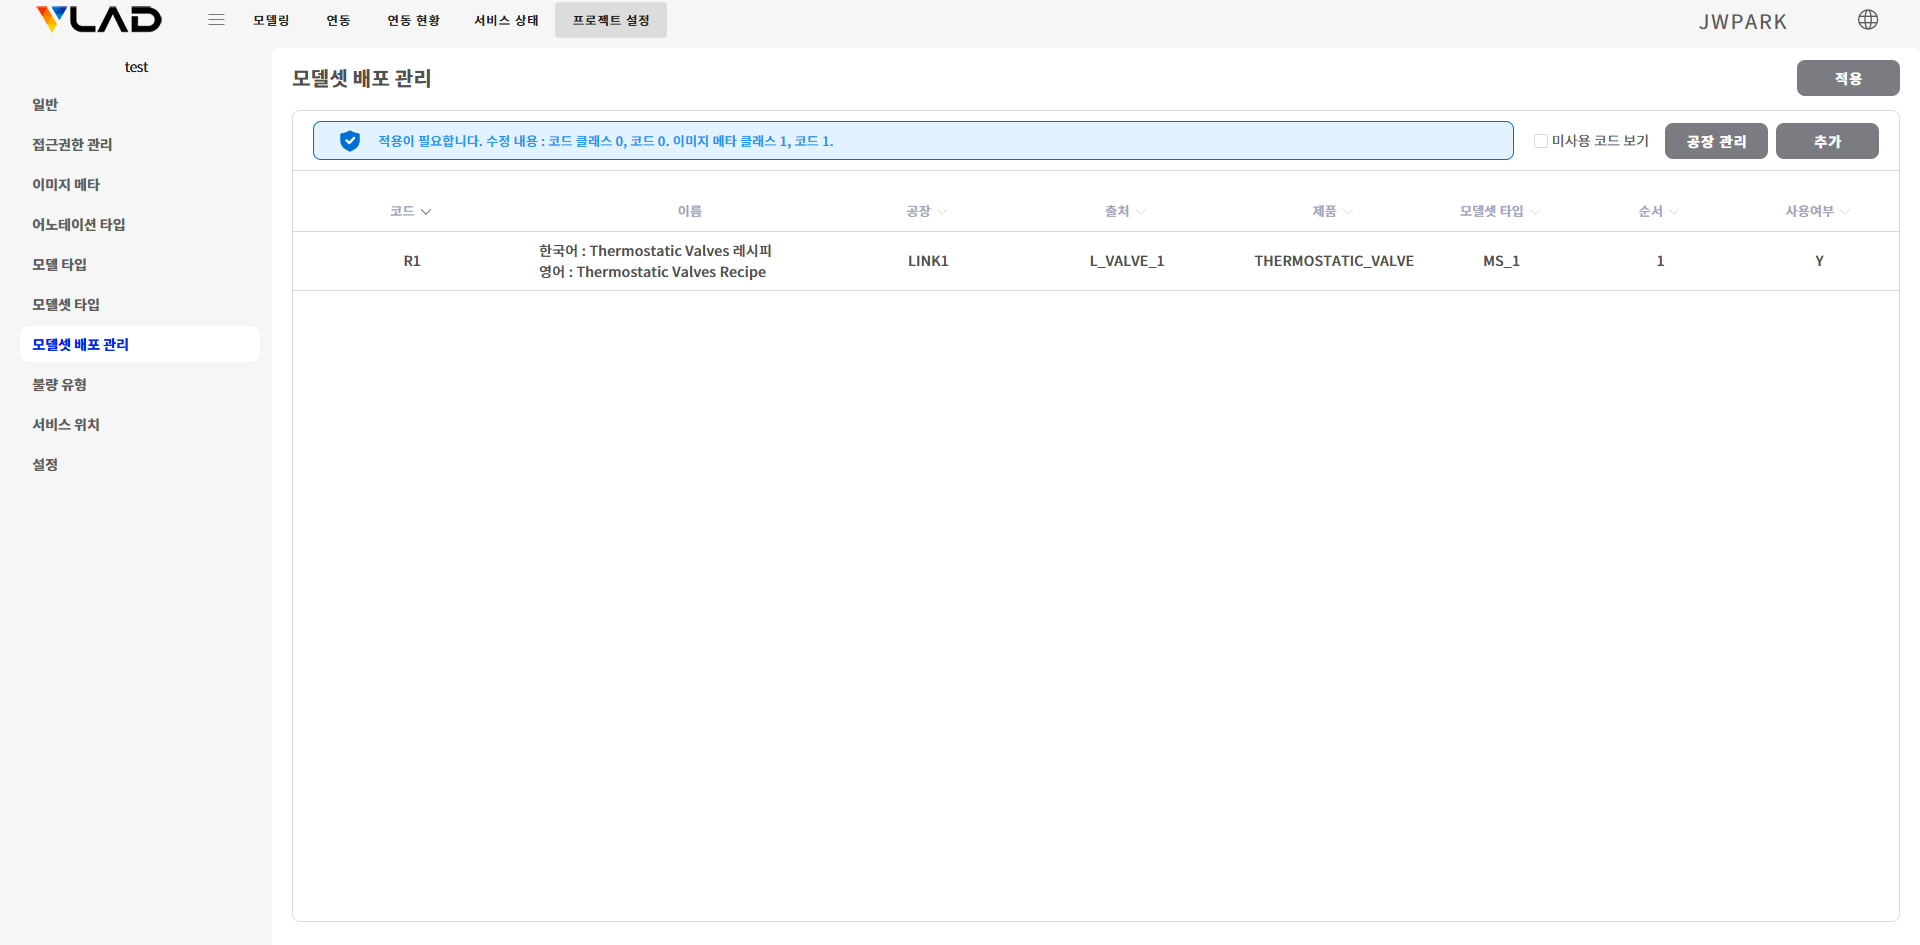 VLAD
모델링 연동 연동 현황 서비스 상태 프로젝트 설정 JWPARK
test
일반
접근권한 관리
이미지 메타
어노테이션 타입
모델 타입
모델셋 타입
모델셋 배포 관리
불량 유형
서비스 위치
설정
모델셋 배포 관리 적용
적용이 필요합니다. 수정 내용 : 코드 클래스 0, 코드 0. 이미지 메타 클래스 1, 코드 1. 미사용 코드 보기 공장 관리 추가
코드 이름 공장 출처 제품 모델셋 타입 순서 사용여부
R1 한국어 : Thermostatic Valves 레시피 LINK1 L_VALVE_1 THERMOSTATIC_VALVE MS_1 1 Y
영어 : Thermostatic Valves Recipe